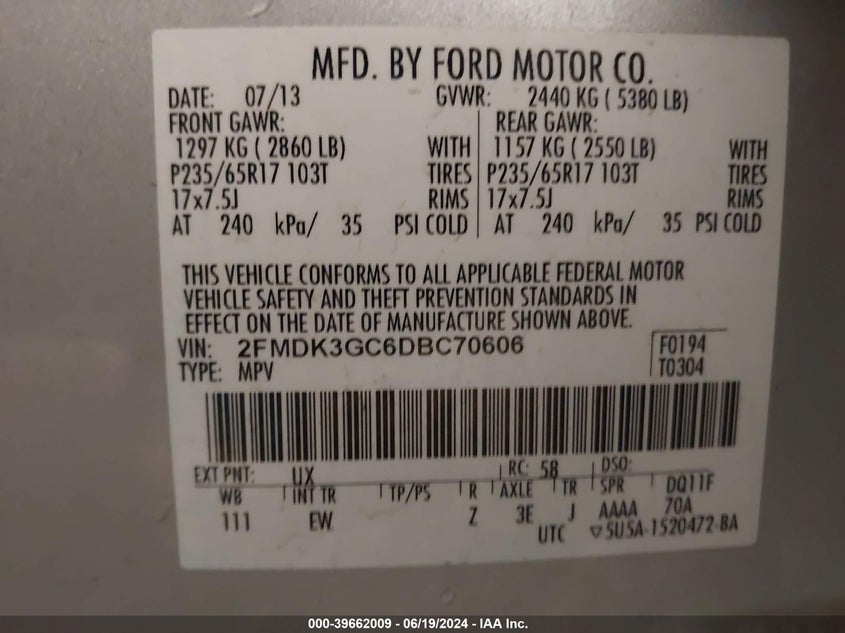 MFD. BY FORD MOTOR CO.
DATE: 07/13 GVWR: 2440 KG ( 5380 LB)
FRONT GAWR: REAR GAWR:
1297 KG ( 2860 LB) WITH 1157 KG ( 2550 LB) WITH
P235/65R17 103T TIRES P235/65R17 103T TIRES
17x7.5J RIMS 17x7.5J RIMS
AT 240 kPa/ 35 PSI COLD AT 240 kPa/ 35 PSI COLD
THIS VEHICLE CONFORMS TO ALL APPLICABLE FEDERAL MOTOR
VEHICLE SAFETY AND THEFT PREVENTION STANDARDS IN
EFFECT ON THE DATE OF MANUFACTURE SHOWN ABOVE.
VIN: 2FMDK3GC6DBC70606 F0194
TYPE: MPV T0304
EXT PNT: UX RC: 58 DSO:
WB INT TR TP/PS R AXLE TR SPR DQ11F
111 EW Z 3E J AAAA 70A
UTC ▽SU5A-1520472-BA
000-39662009 - 06/19/2024 - IAA Inc.